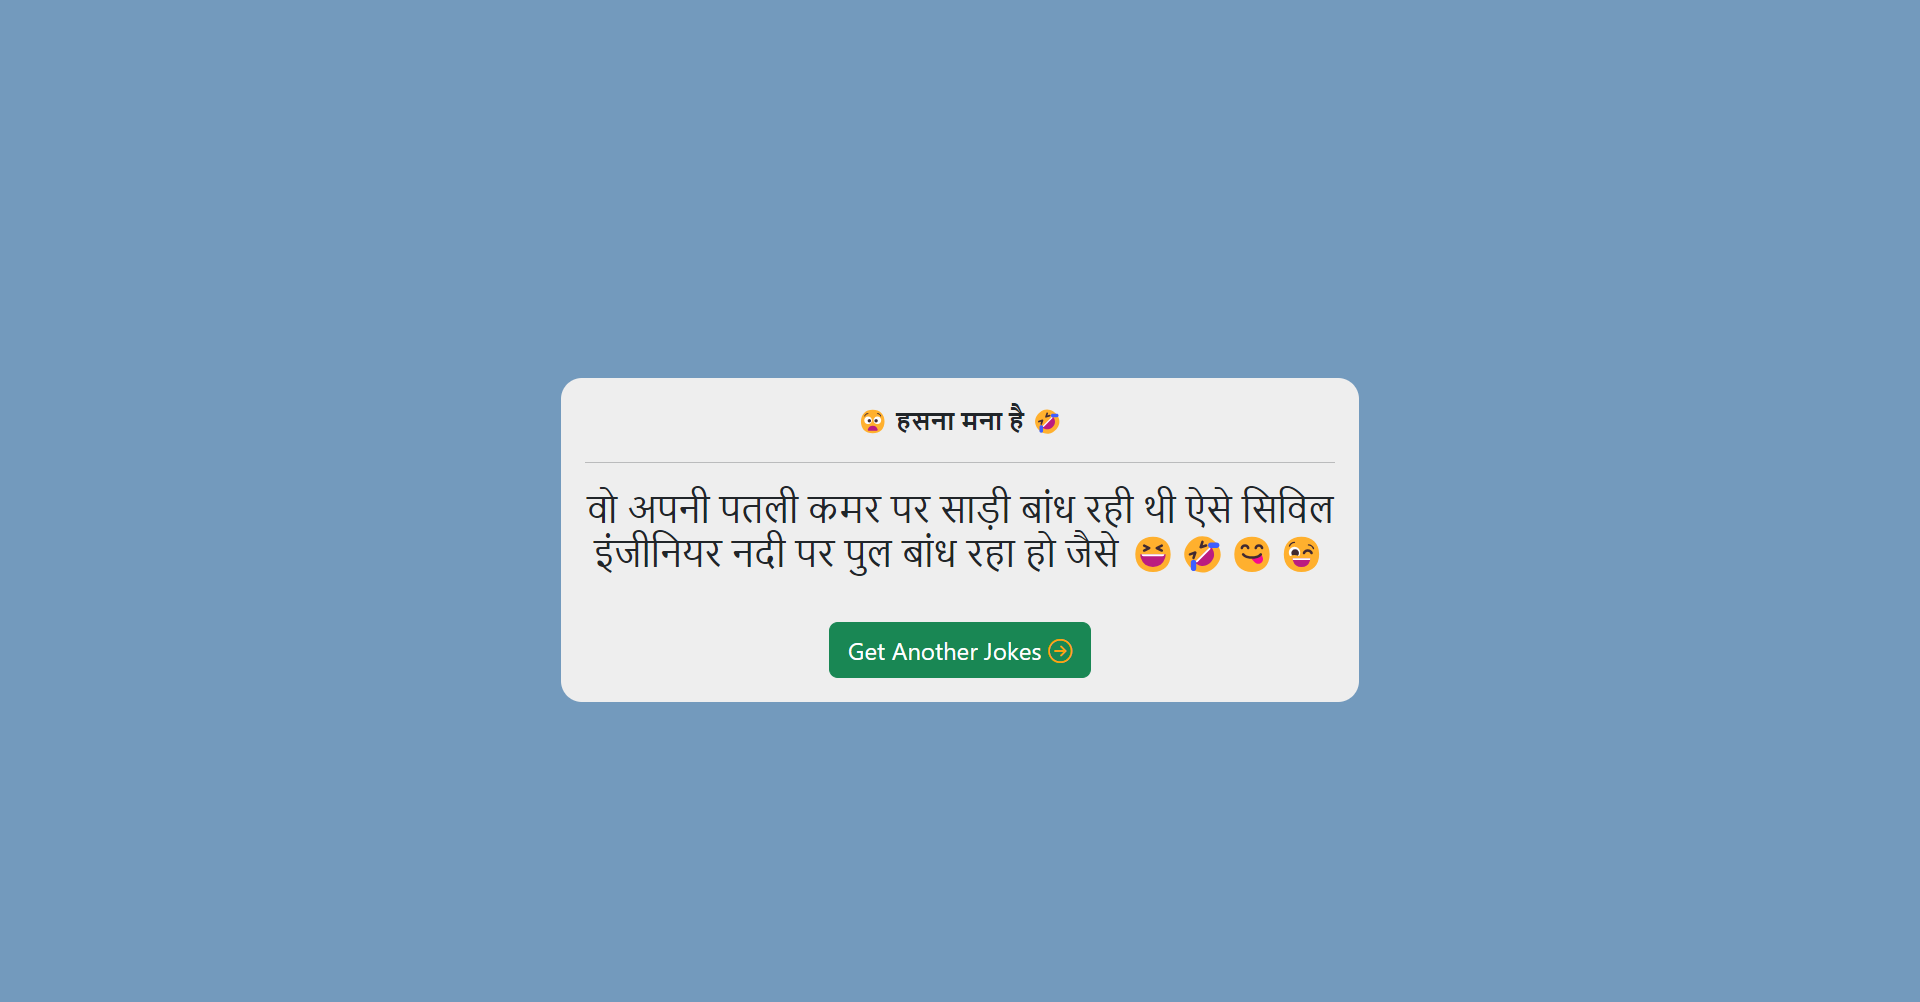 😨 हसना मना है 🤣
वो अपनी पतली कमर पर साड़ी बांध रही थी ऐसे सिविल
इंजीनियर नदी पर पुल बांध रहा हो जैसे 😆 🤣 😋 😅
Get Another Jokes